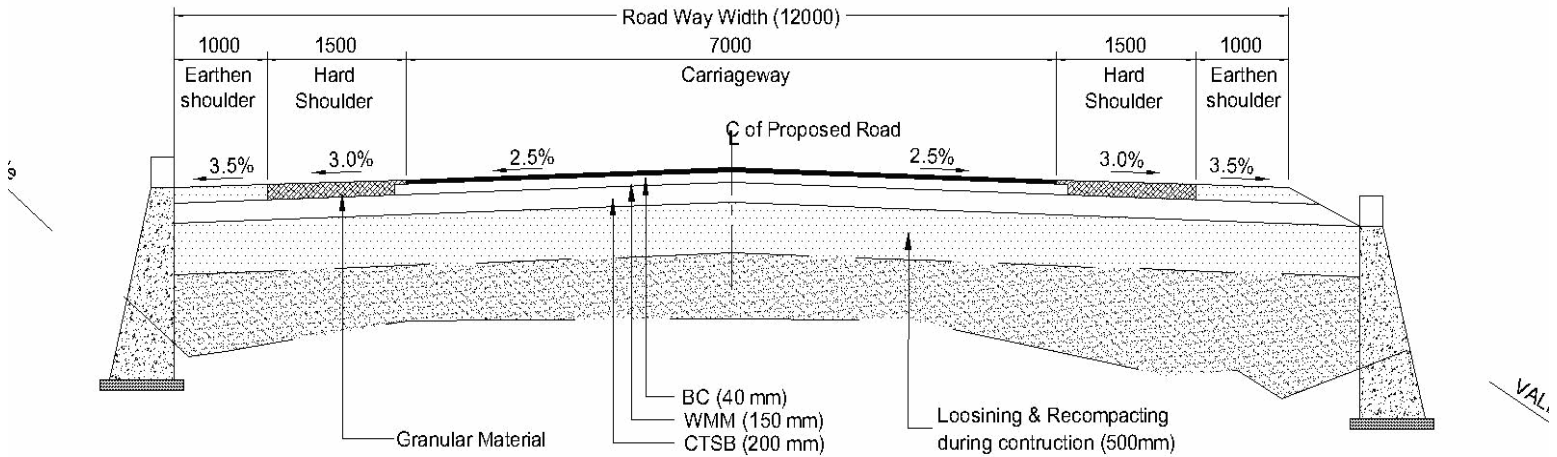 Road Way Width (12000)
1000 1500 7000 1500 1000
Earthen Hard Carriageway Hard Earthen
shoulder Shoulder Shoulder shoulder
℄ of Proposed Road
3.5% 3.0% 2.5% 2.5% 3.0% 3.5%
BC (40 mm)
WMM (150 mm)
CTSB (200 mm)
Granular Material
Loosining & Recompacting
during contruction (500mm)